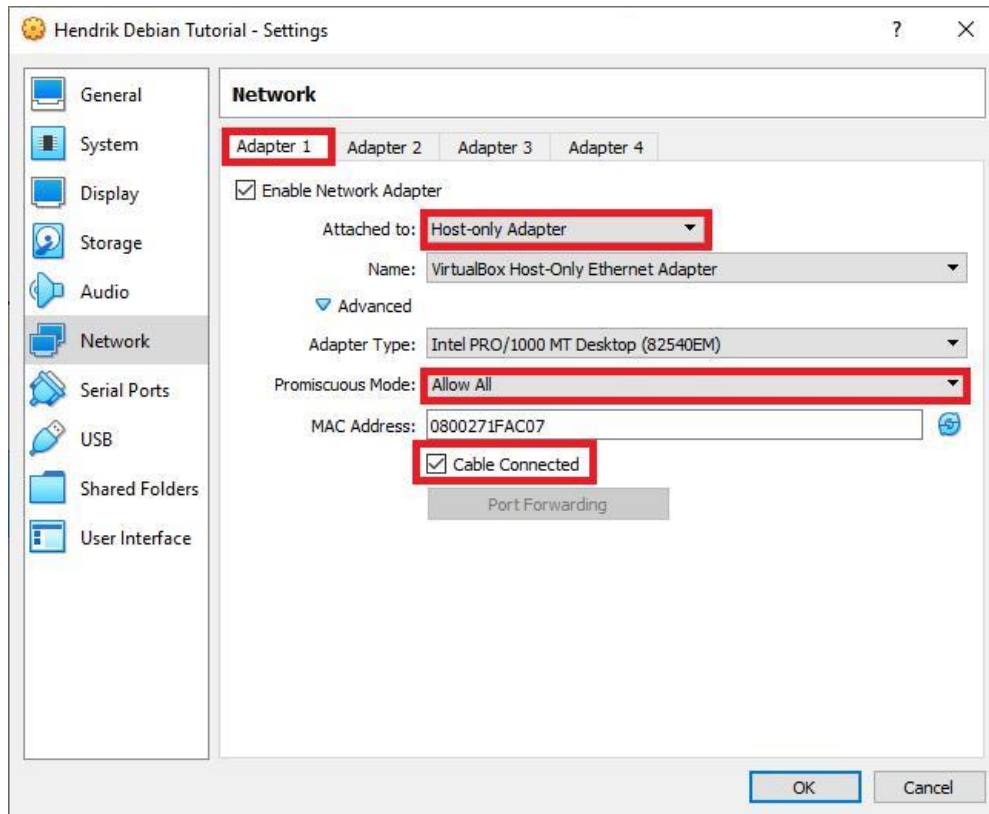 Hendrik Debian Tutorial - Settings ? ×
General
System
Display
Storage
Audio
Network
Serial Ports
USB
Shared Folders
User Interface
Network
Adapter 1 Adapter 2 Adapter 3 Adapter 4
Enable Network Adapter
Attached to: Host-only Adapter
Name: VirtualBox Host-Only Ethernet Adapter
Advanced
Adapter Type: Intel PRO/1000 MT Desktop (82540EM)
Promiscuous Mode: Allow All
MAC Address: 0800271FAC07
Cable Connected
Port Forwarding
OK Cancel